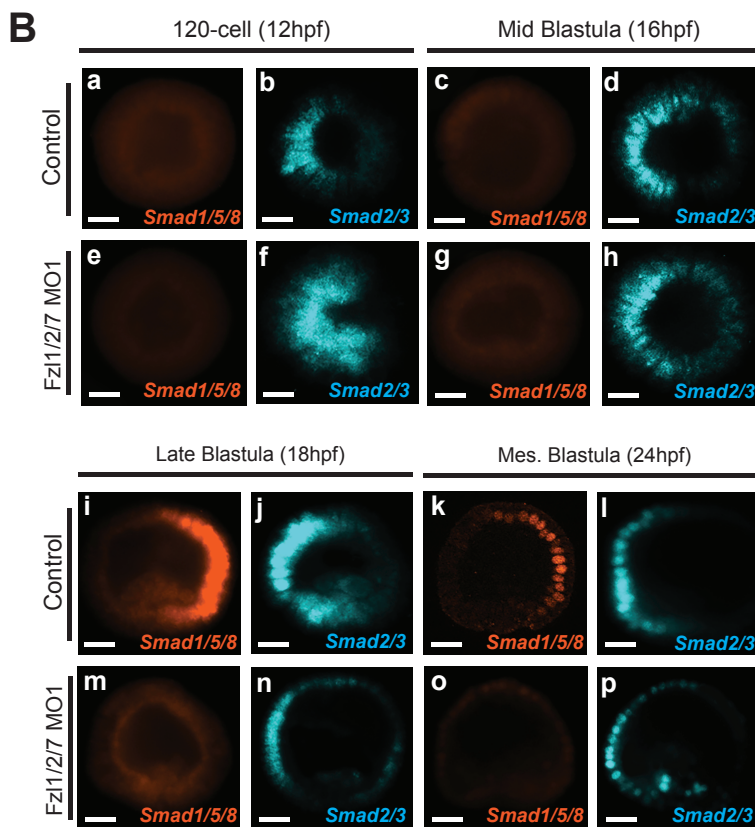 B
120-cell (12hpf)
Mid Blastula (16hpf)
Control
a
Smad1/5/8
b
Smad2/3
c
Smad1/5/8
d
Smad2/3
Fzl1/2/7 MO1
e
Smad1/5/8
f
Smad2/3
g
Smad1/5/8
h
Smad2/3
Late Blastula (18hpf)
Mes. Blastula (24hpf)
Control
i
Smad1/5/8
j
Smad2/3
k
Smad1/5/8
l
Smad2/3
Fzl1/2/7 MO1
m
Smad1/5/8
n
Smad2/3
o
Smad1/5/8
p
Smad2/3